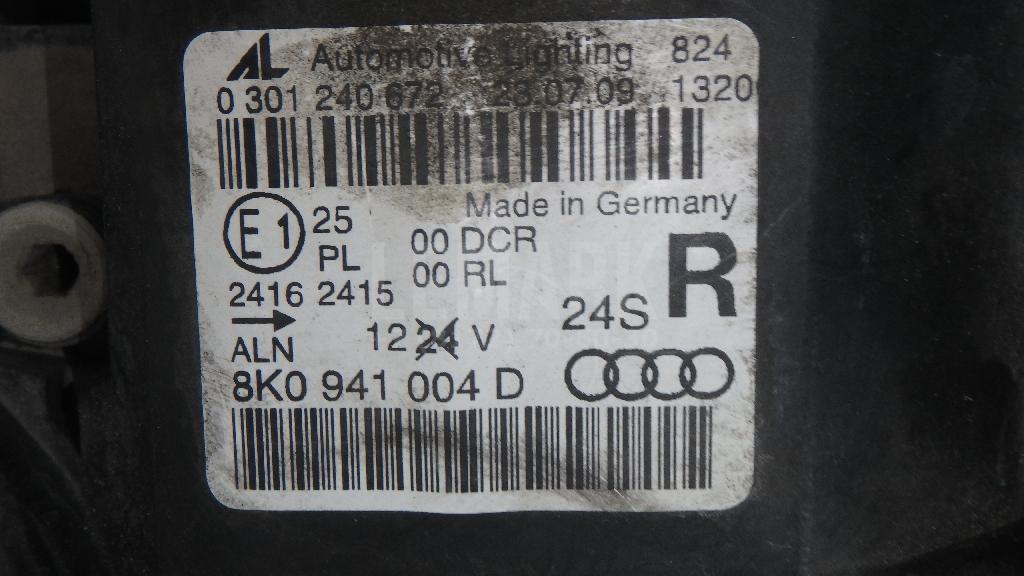 AL Automotive Lighting 824
0 301 240 672 23.07.09 1320
Made in Germany
E1 25
PL
00 DCR
00 RL
R
2416 2415
24S
→
ALN
12 24 V
8K0 941 004 D